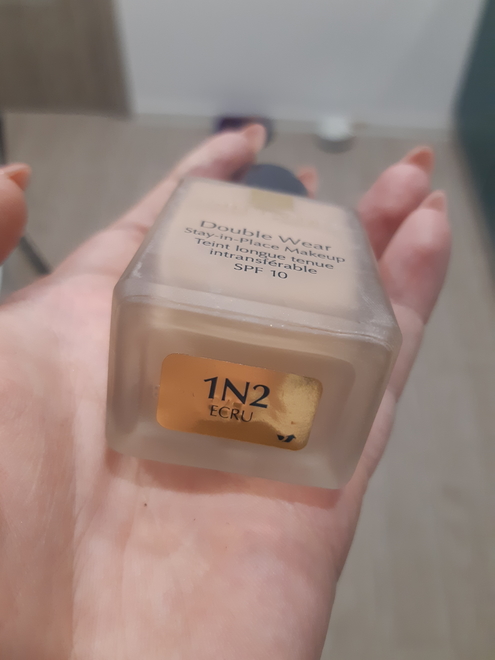 Double Wear
Stay-in-Place Makeup
Teint longue tenue
intransférable
SPF 10
1N2
ECRU